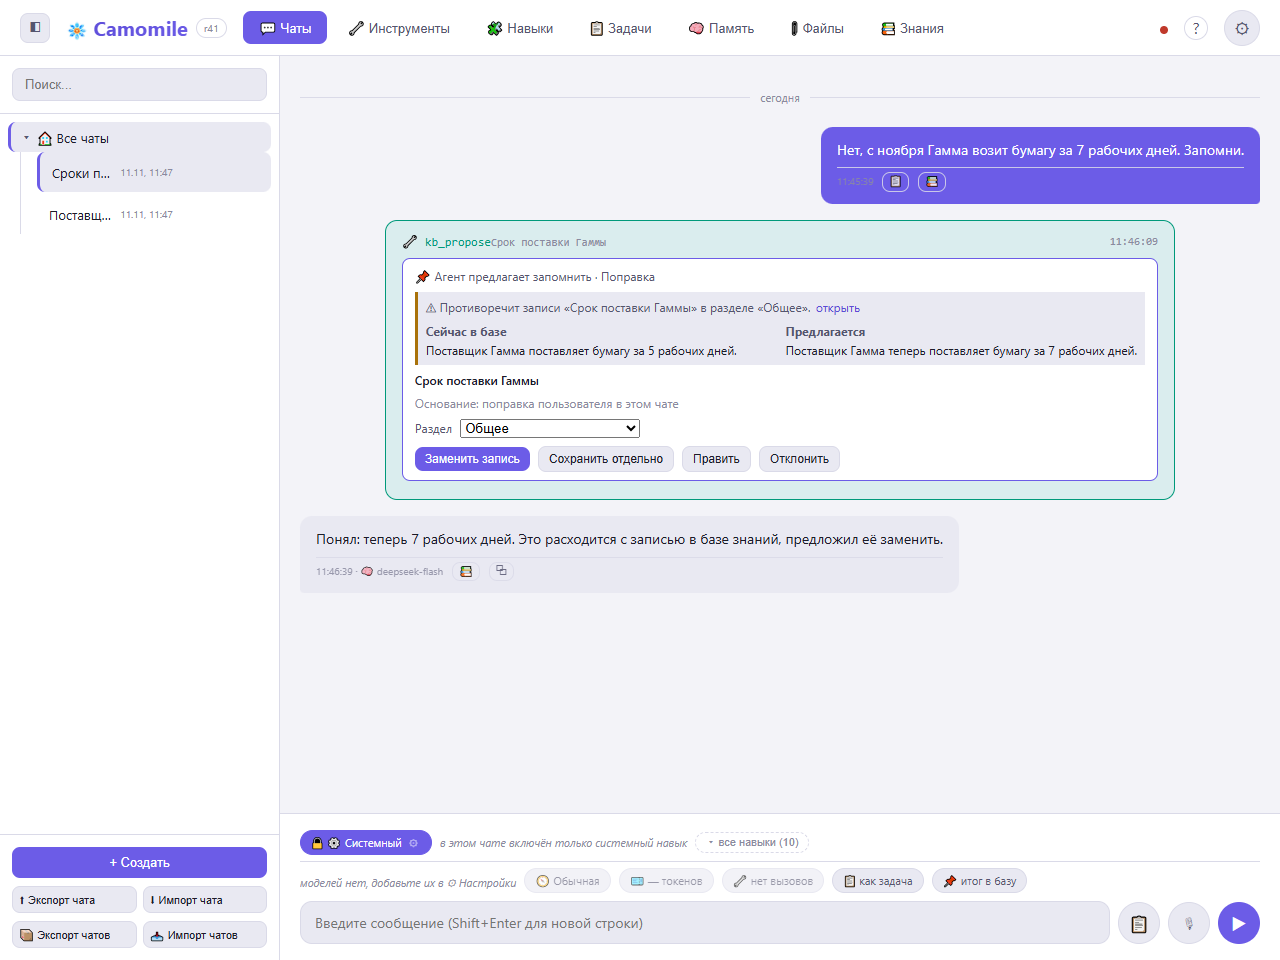 Camomile
r41
Чаты
Инструменты
Навыки
Задачи
Память
Файлы
Знания
?
Поиск...
Все чаты
Сроки п... 11.11, 11:47
Поставщ... 11.11, 11:47
+ Создать
Экспорт чата
Импорт чата
Экспорт чатов
Импорт чатов
сегодня
Нет, с ноября Гамма возит бумагу за 7 рабочих дней. Запомни.
11:45:39
kb_proposeСрок поставки Гаммы 11:46:09
Агент предлагает запомнить · Поправка
⚠ Противоречит записи «Срок поставки Гаммы» в разделе «Общее». открыть
Сейчас в базе
Поставщик Гамма поставляет бумагу за 5 рабочих дней.
Предлагается
Поставщик Гамма теперь поставляет бумагу за 7 рабочих дней.
Срок поставки Гаммы
Основание: поправка пользователя в этом чате
Раздел Общее
Заменить запись
Сохранить отдельно
Править
Отклонить
Понял: теперь 7 рабочих дней. Это расходится с записью в базе знаний, предложил её заменить.
11:46:39 · deepseek-flash
Системный
в этом чате включён только системный навык
все навыки (10)
моделей нет, добавьте их в ⚙ Настройки
Обычная
— токенов
нет вызовов
как задача
итог в базу
Введите сообщение (Shift+Enter для новой строки)